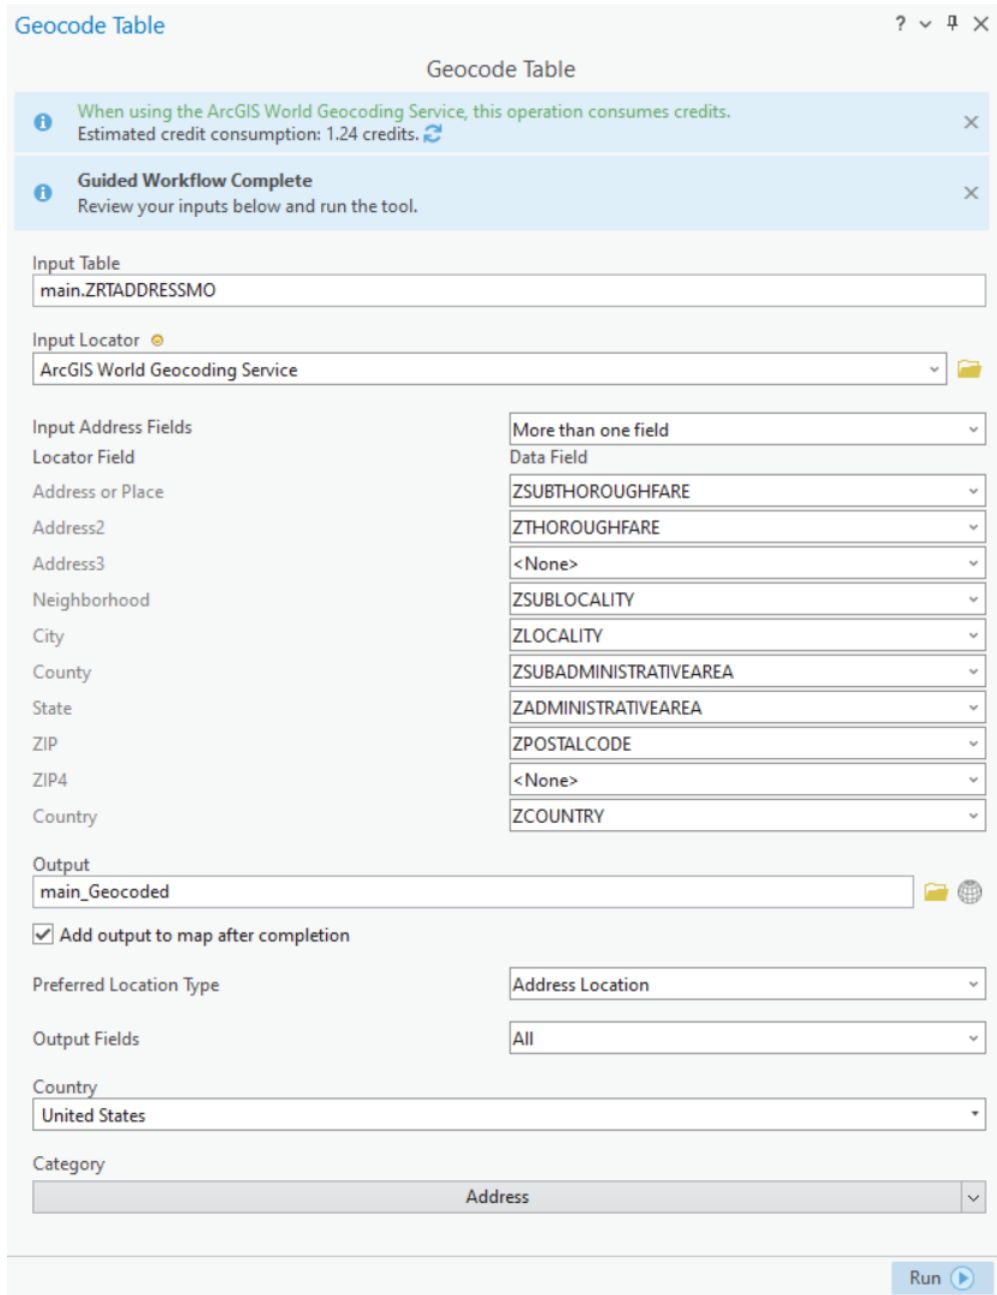 Geocode Table
?
Geocode Table
When using the ArcGIS World Geocoding Service, this operation consumes credits.
Estimated credit consumption: 1.24 credits.
Guided Workflow Complete
Review your inputs below and run the tool.
Input Table
main.ZRTADDRESSMO
Input Locator
ArcGIS World Geocoding Service
Input Address Fields More than one field
Locator Field Data Field
Address or Place ZSUBTHOROUGHFARE
Address2 ZTHOROUGHFARE
Address3 <None>
Neighborhood ZSUBLOCALITY
City ZLOCALITY
County ZSUBADMINISTRATIVEAREA
State ZADMINISTRATIVEAREA
ZIP ZPOSTALCODE
ZIP4 <None>
Country ZCOUNTRY
Output
main_Geocoded
Add output to map after completion
Preferred Location Type Address Location
Output Fields All
Country
United States
Category
Address
Run